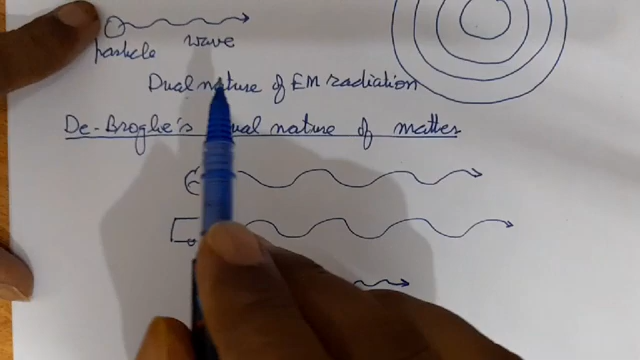 particle wave
Dual nature of EM radiation
De-Broglie's dual nature of matter